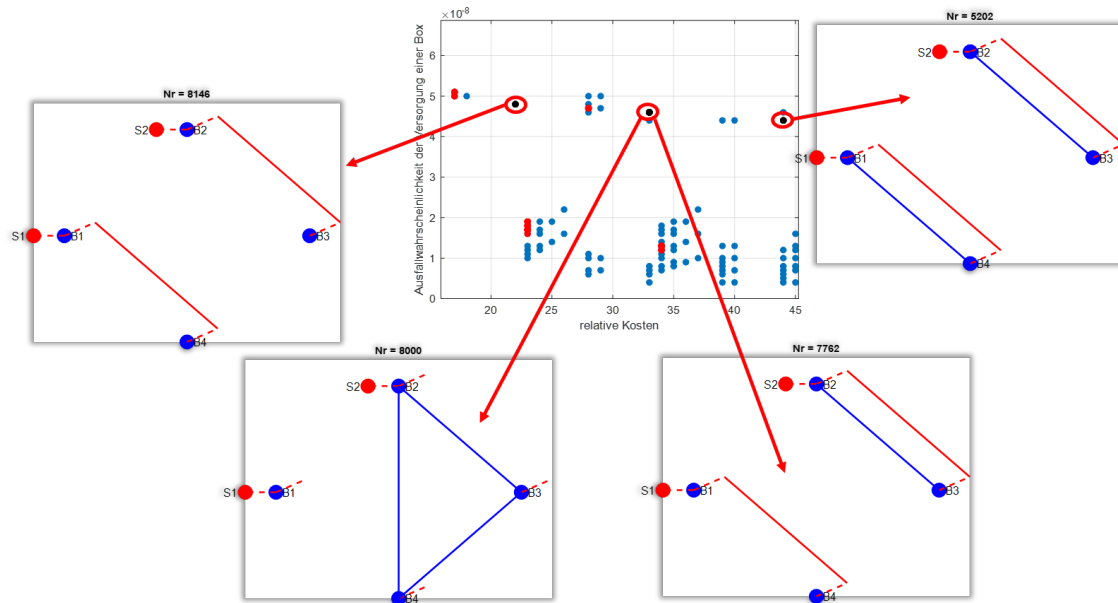 Nr = 8146
S2
B2
S1
B1
B3
B4
×10⁻⁸
Ausfallwahrscheinlichkeit der Versorgung einer Box
6
5
4
3
2
1
0
20
25
30
35
40
45
relative Kosten
Nr = 5202
S2
B2
S1
B1
B3
B4
Nr = 8000
S2
B2
S1
B1
B3
B4
Nr = 7762
S2
B2
S1
B1
B3
B4